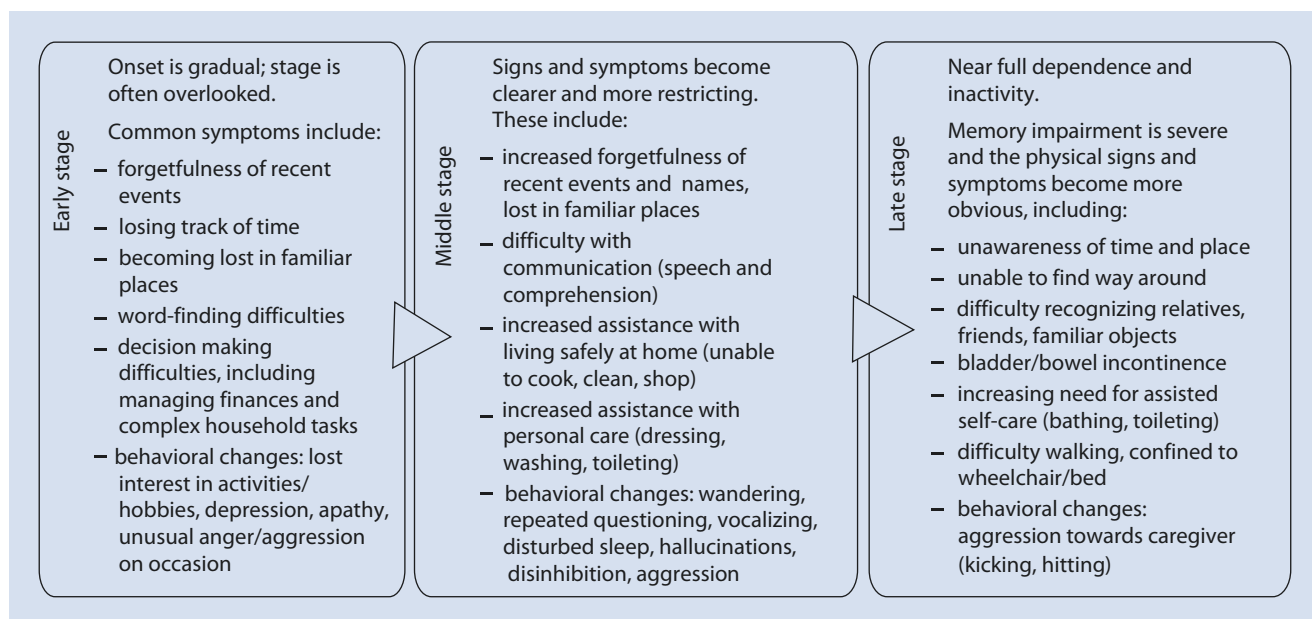 Early stage
Onset is gradual; stage is
often overlooked.
Common symptoms include:
– forgetfulness of recent
events
– losing track of time
– becoming lost in familiar
places
– word-finding difficulties
– decision making
difficulties, including
managing finances and
complex household tasks
– behavioral changes: lost
interest in activities/
hobbies, depression, apathy,
unusual anger/aggression
on occasion
Middle stage
Signs and symptoms become
clearer and more restricting.
These include:
– increased forgetfulness of
recent events and names,
lost in familiar places
– difficulty with
communication (speech and
comprehension)
– increased assistance with
living safely at home (unable
to cook, clean, shop)
– increased assistance with
personal care (dressing,
washing, toileting)
– behavioral changes: wandering,
repeated questioning, vocalizing,
disturbed sleep, hallucinations,
disinhibition, aggression
Late stage
Near full dependence and
inactivity.
Memory impairment is severe
and the physical signs and
symptoms become more
obvious, including:
– unawareness of time and place
– unable to find way around
– difficulty recognizing relatives,
friends, familiar objects
– bladder/bowel incontinence
– increasing need for assisted
self-care (bathing, toileting)
– difficulty walking, confined to
wheelchair/bed
– behavioral changes:
aggression towards caregiver
(kicking, hitting)